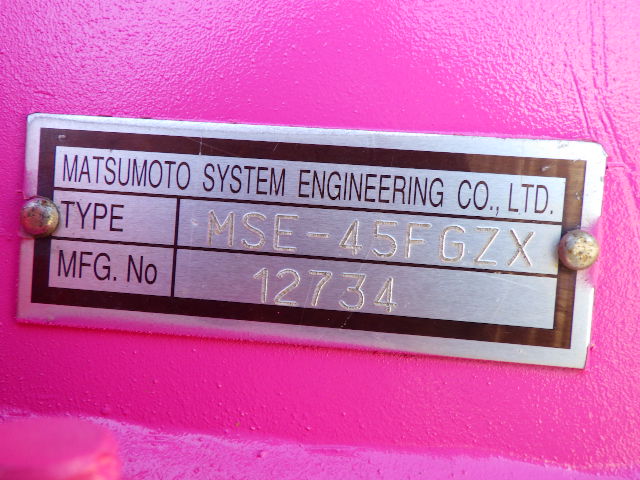 MATSUMOTO SYSTEM ENGINEERING CO., LTD.
TYPE MSE-45FGZX
MFG. No 12734